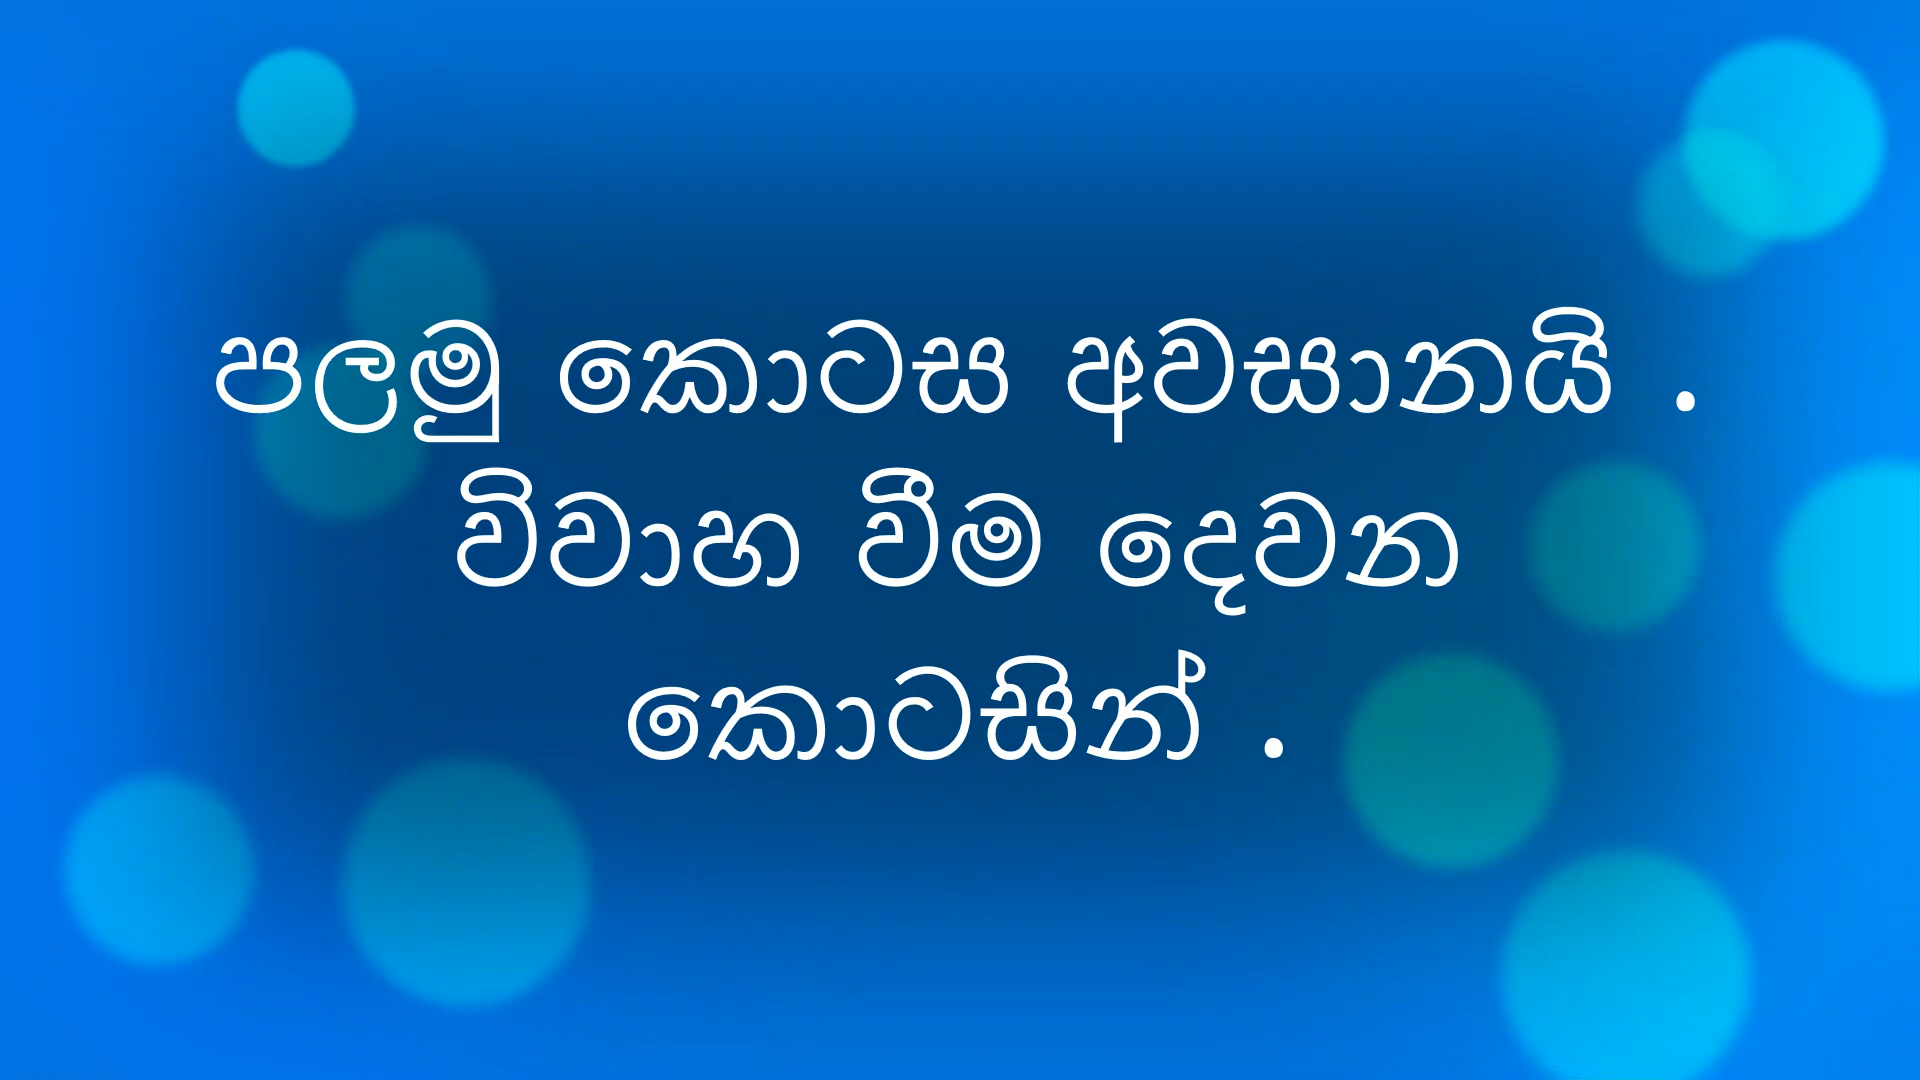 පලමු කොටස අවසානයි .
විවාහ වීම දෙවන
කොටසින් .